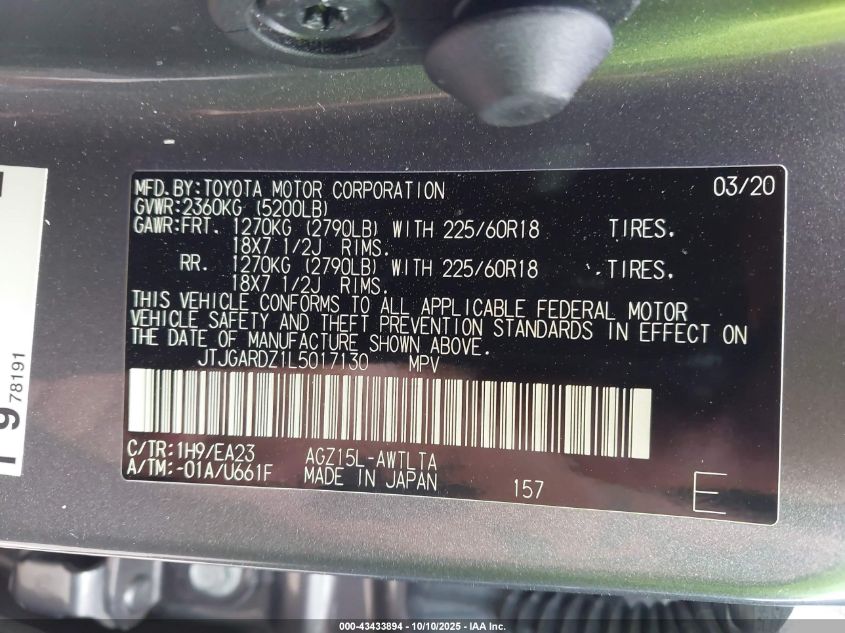 MFD.BY:TOYOTA MOTOR CORPORATION 03/20
GVWR:2360KG (5200LB)
GAWR:FRT. 1270KG (2790LB) WITH 225/60R18 TIRES.
18X7 1/2J RIMS.
RR. 1270KG (2790LB) WITH 225/60R18 TIRES.
18X7 1/2J RIMS.
THIS VEHICLE CONFORMS TO ALL APPLICABLE FEDERAL MOTOR
VEHICLE SAFETY AND THEFT PREVENTION STANDARDS IN EFFECT ON
THE DATE OF MANUFACTURE SHOWN ABOVE.
JTJGARDZ1L5017130 MPV
C/TR:1H9/EA23 AGZ15L-AWTLTA
A/TM:-01A/U661F MADE IN JAPAN 157 E
78191
000-43433894 - 10/10/2025 - IAA Inc.